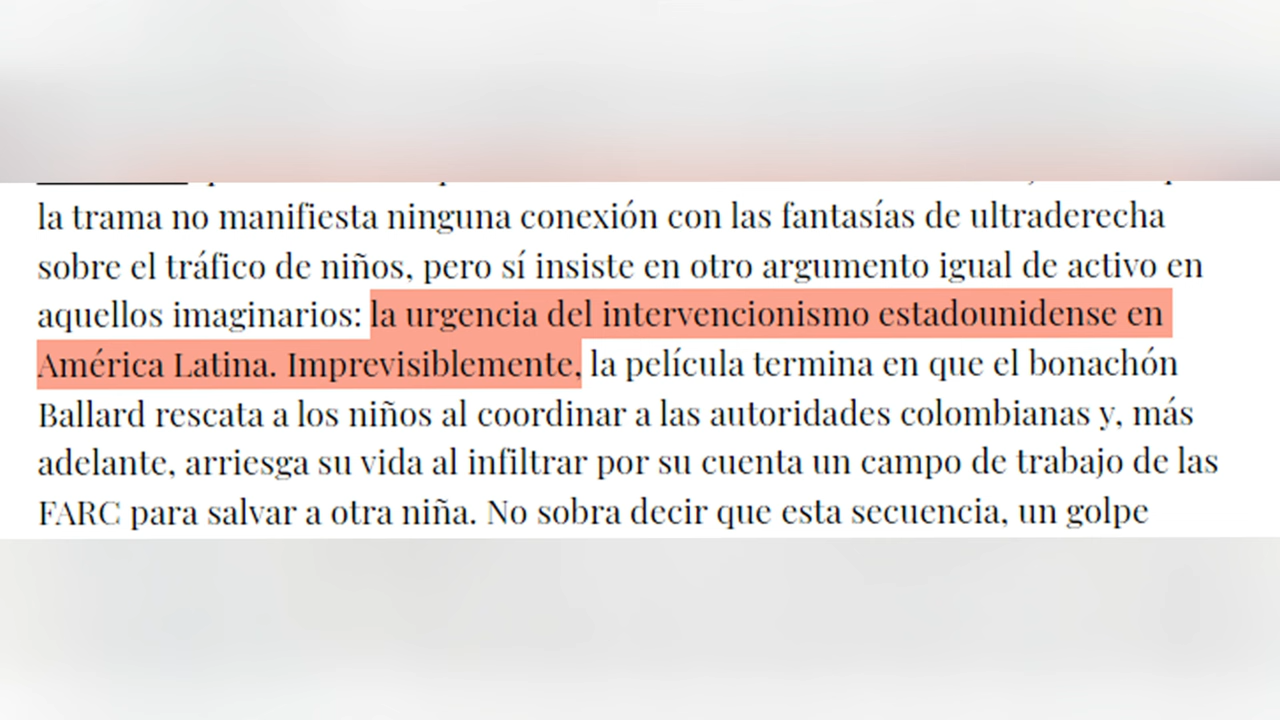 la trama no manifiesta ninguna conexión con las fantasías de ultraderecha
sobre el tráfico de niños, pero sí insiste en otro argumento igual de activo en
aquellos imaginarios: la urgencia del intervencionismo estadounidense en
América Latina. Imprevisiblemente, la película termina en que el bonachón
Ballard rescata a los niños al coordinar a las autoridades colombianas y, más
adelante, arriesga su vida al infiltrar por su cuenta un campo de trabajo de las
FARC para salvar a otra niña. No sobra decir que esta secuencia, un golpe